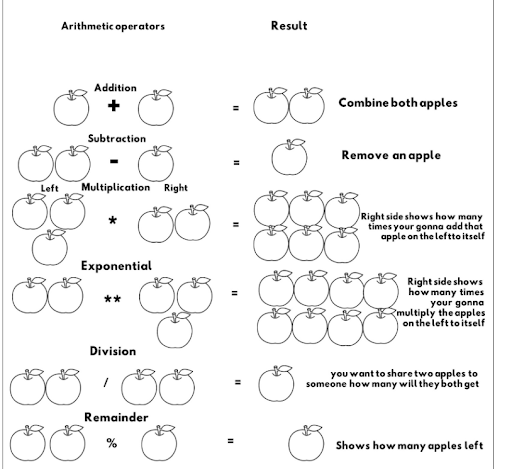 Arithmetic operators Result
Addition
+ = Combine both apples
Subtraction
- = Remove an apple
Left Multiplication Right
* = Right side shows how many
times your gonna add that
apple on the left to itself
Exponential
** = Right side shows
how many times
your gonna
multiply the apples
on the left to itself
Division
/ = you want to share two apples to
someone how many will they both get
Remainder
% = Shows how many apples left